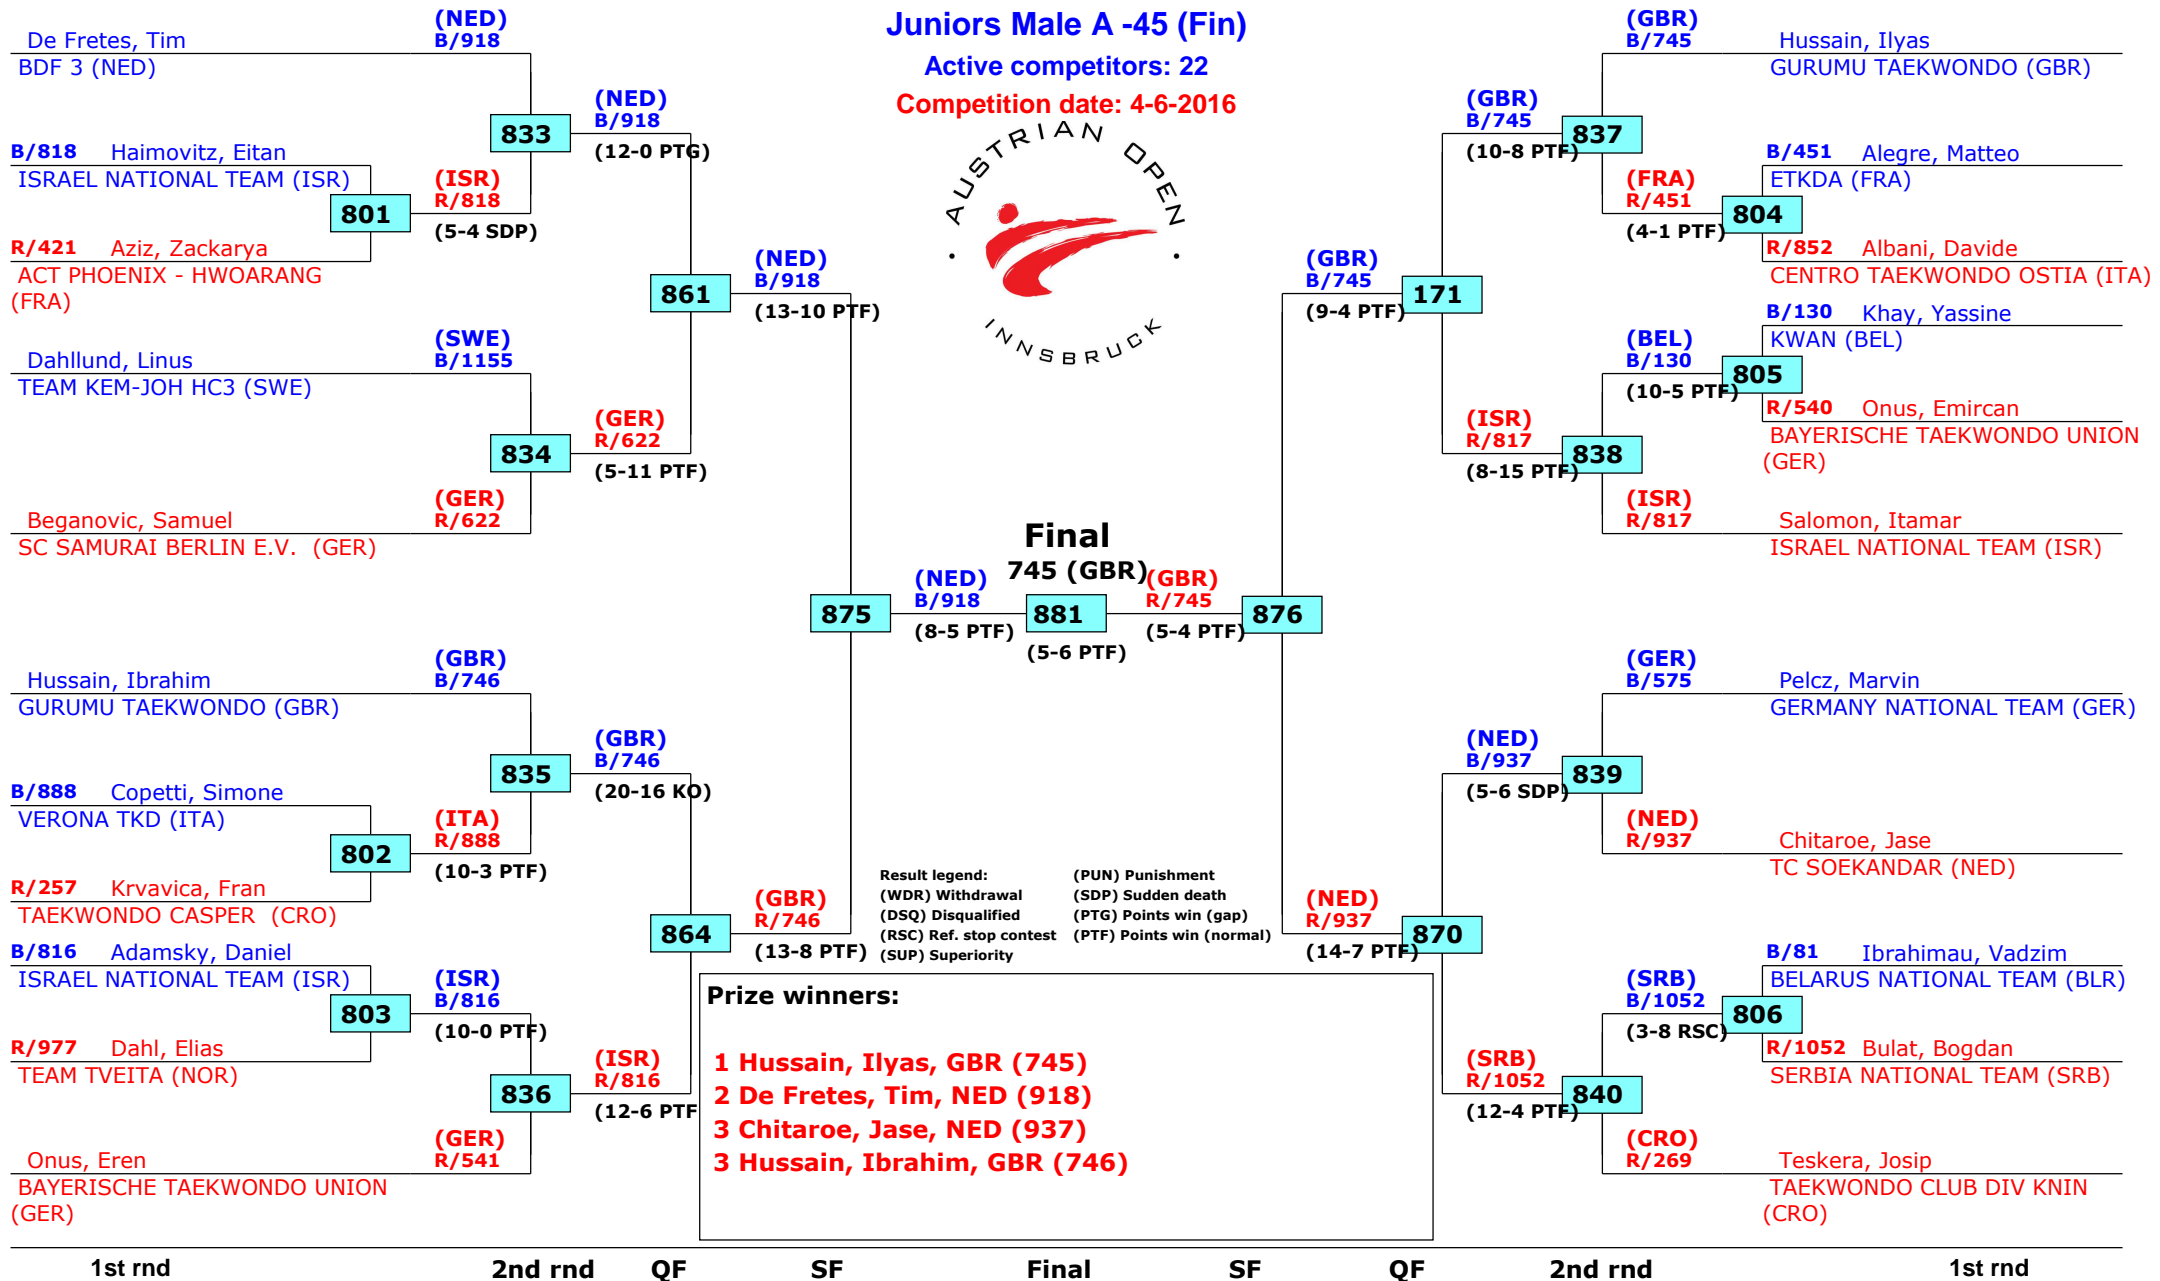 Juniors Male A -45 (Fin)
Active competitors: 22
Competition date: 4-6-2016
AUSTRIAN OPEN
INNSBRUCK
De Fretes, Tim
BDF 3 (NED)
(NED)
B/918
B/818 Haimovitz, Eitan
ISRAEL NATIONAL TEAM (ISR)
801
R/421 Aziz, Zackarya
ACT PHOENIX - HWOARANG
(FRA)
(ISR)
R/818
(5-4 SDP)
833
(NED)
B/918
(12-0 PTG)
Dahllund, Linus
TEAM KEM-JOH HC3 (SWE)
(SWE)
B/1155
834
Beganovic, Samuel
SC SAMURAI BERLIN E.V. (GER)
(GER)
R/622
(GER)
R/622
(5-11 PTF)
861
(NED)
B/918
(13-10 PTF)
Hussain, Ibrahim
GURUMU TAEKWONDO (GBR)
(GBR)
B/746
B/888 Copetti, Simone
VERONA TKD (ITA)
802
R/257 Krvavica, Fran
TAEKWONDO CASPER (CRO)
(ITA)
R/888
(10-3 PTF)
835
(GBR)
B/746
(20-16 KO)
B/816 Adamsky, Daniel
ISRAEL NATIONAL TEAM (ISR)
803
R/977 Dahl, Elias
TEAM TVEITA (NOR)
(ISR)
B/816
(10-0 PTF)
836
Onus, Eren
BAYERISCHE TAEKWONDO UNION
(GER)
(GER)
R/541
(ISR)
R/816
(12-6 PTF
864
(GBR)
R/746
(13-8 PTF)
875
(NED)
B/918
(8-5 PTF)
Final
745 (GBR)
881
(5-6 PTF)
(GBR)
R/745
(5-4 PTF)
876
(GBR)
B/745
(9-4 PTF)
171
(GBR)
B/745
(10-8 PTF)
837
(GBR)
B/745
Hussain, Ilyas
GURUMU TAEKWONDO (GBR)
(FRA)
R/451
(4-1 PTF)
804
B/451 Alegre, Matteo
ETKDA (FRA)
R/852 Albani, Davide
CENTRO TAEKWONDO OSTIA (ITA)
(ISR)
R/817
(8-15 PTF)
838
(BEL)
B/130
(10-5 PTF)
805
B/130 Khay, Yassine
KWAN (BEL)
R/540 Onus, Emircan
BAYERISCHE TAEKWONDO UNION
(GER)
(ISR)
R/817
Salomon, Itamar
ISRAEL NATIONAL TEAM (ISR)
(NED)
R/937
(14-7 PTF)
870
(NED)
B/937
(5-6 SDP)
839
(GER)
B/575
Pelcz, Marvin
GERMANY NATIONAL TEAM (GER)
(NED)
R/937
Chitaroe, Jase
TC SOEKANDAR (NED)
(SRB)
R/1052
(12-4 PTF)
840
(SRB)
B/1052
(3-8 RSC)
806
B/81 Ibrahimau, Vadzim
BELARUS NATIONAL TEAM (BLR)
R/1052 Bulat, Bogdan
SERBIA NATIONAL TEAM (SRB)
(CRO)
R/269
Teskera, Josip
TAEKWONDO CLUB DIV KNIN
(CRO)
Result legend: (PUN) Punishment
(WDR) Withdrawal (SDP) Sudden death
(DSQ) Disqualified (PTG) Points win (gap)
(RSC) Ref. stop contest (PTF) Points win (normal)
(SUP) Superiority
Prize winners:
1 Hussain, Ilyas, GBR (745)
2 De Fretes, Tim, NED (918)
3 Chitaroe, Jase, NED (937)
3 Hussain, Ibrahim, GBR (746)
1st rnd 2nd rnd QF SF Final SF QF 2nd rnd 1st rnd